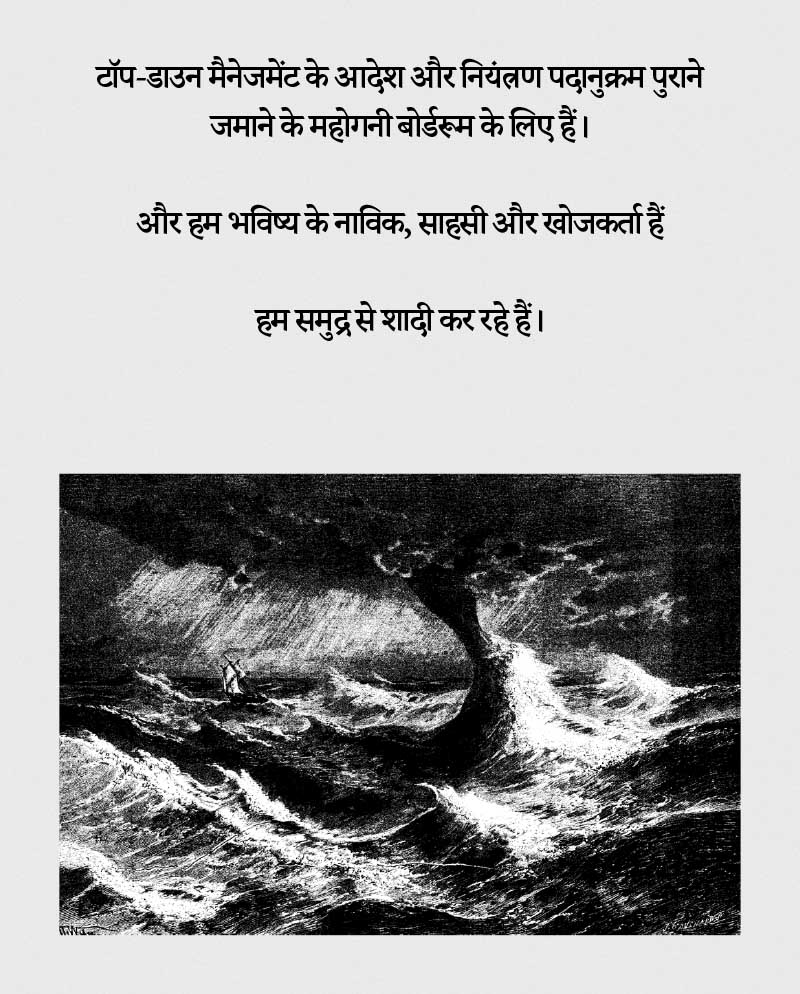 टॉप-डाउन मैनेजमेंट के आदेश और नियंत्रण पदानुक्रम पुराने
जमाने के महोगनी बोर्डरूम के लिए हैं।
और हम भविष्य के नाविक, साहसी और खोजकर्ता हैं
हम समुद्र से शादी कर रहे हैं।